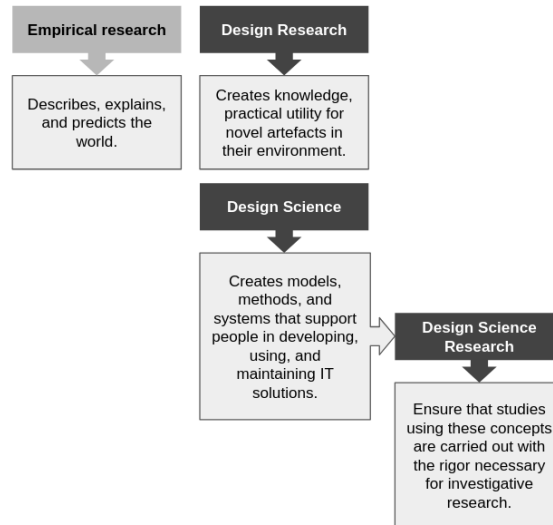 Empirical research
Describes, explains,
and predicts the
world.
Design Research
Creates knowledge,
practical utility for
novel artefacts in
their environment.
Design Science
Creates models,
methods, and
systems that support
people in developing,
using, and
maintaining IT
solutions.
Design Science
Research
Ensure that studies
using these concepts
are carried out with
the rigor necessary
for investigative
research.